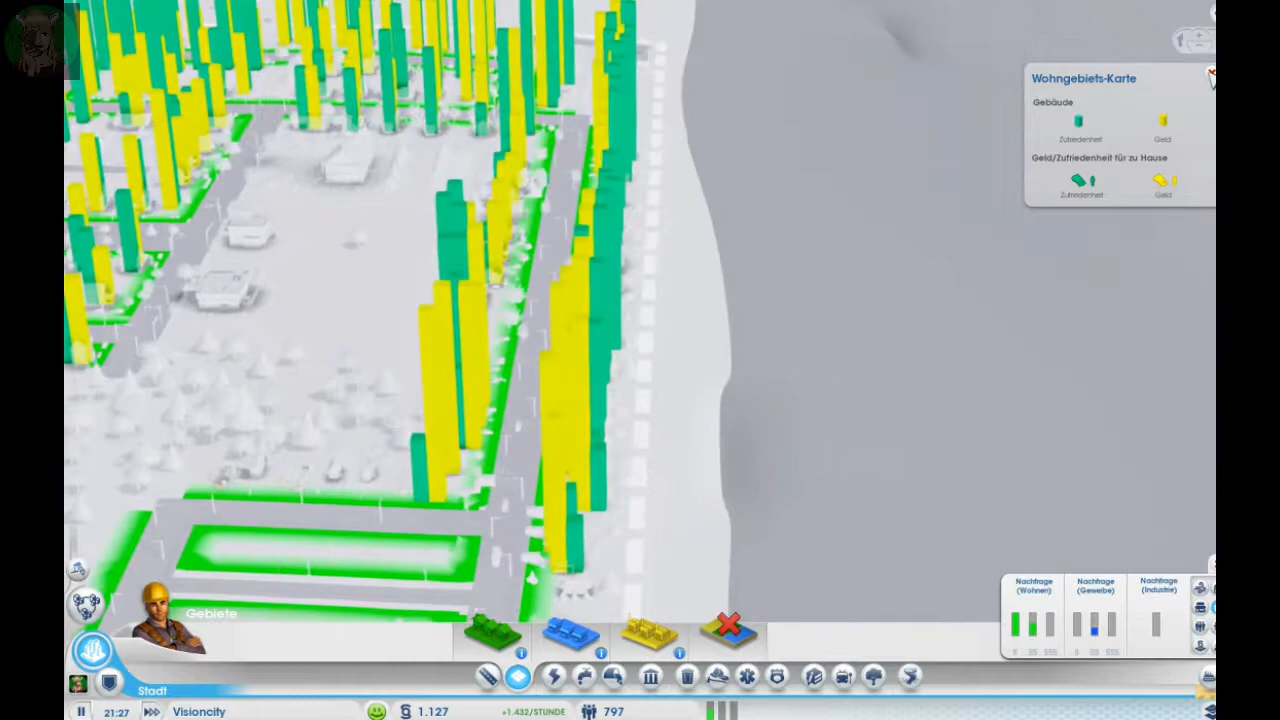 Wohngebiets-Karte
Gebäude
Zufriedenheit Geld
Geld/Zufriedenheit für zu Hause
Zufriedenheit Geld
Nachfrage (Wohnen)
Nachfrage (Gewerbe)
Nachfrage (Industrie)
$ $$ $$$ $ $$ $$$
Gebiete
Stadt
21:27 Visioncity 1.127 +1.432/STUNDE 797